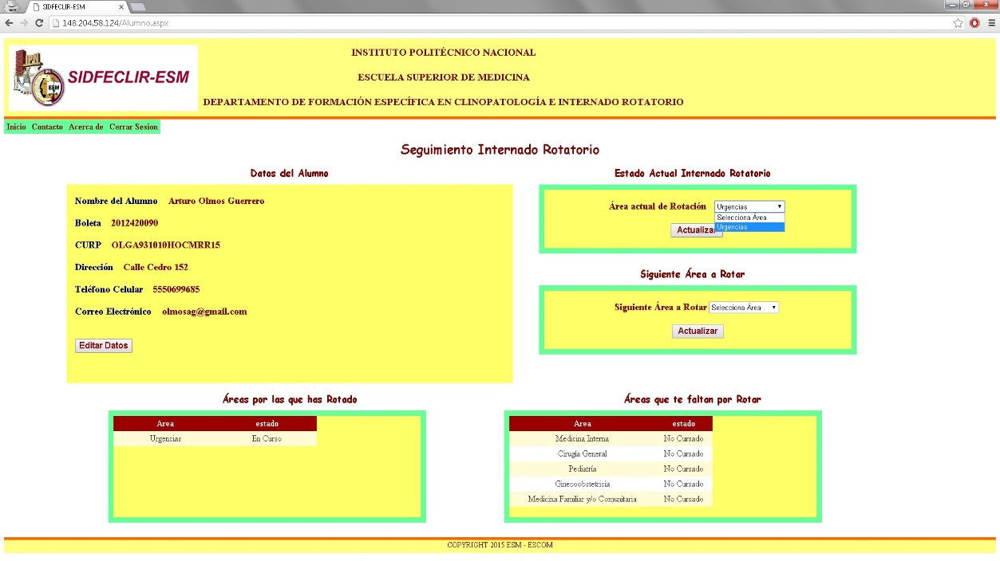 SIDFECLIR-ESM
148.204.58.124/Alumno.aspx
IPN
ESM
SIDFECLIR-ESM
INSTITUTO POLITÉCNICO NACIONAL
ESCUELA SUPERIOR DE MEDICINA
DEPARTAMENTO DE FORMACIÓN ESPECÍFICA EN CLINOPATOLOGÍA E INTERNADO ROTATORIO
Inicio Contacto Acerca de Cerrar Sesion
Seguimiento Internado Rotatorio
Datos del Alumno
Nombre del Alumno Arturo Olmos Guerrero
Boleta 2012420090
CURP OLGA931010HOCMRR15
Dirección Calle Cedro 152
Teléfono Celular 5550699685
Correo Electrónico olmosag@gmail.com
Editar Datos
Estado Actual Internado Rotatorio
Área actual de Rotación Urgencias
Selecciona Área
Urgencias
Actualizar
Siguiente Área a Rotar
Siguiente Área a Rotar Selecciona Área
Actualizar
Áreas por las que has Rotado
Area estado
Urgencias En Curso
Áreas que te faltan por Rotar
Area estado
Medicina Interna No Cursado
Cirugía General No Cursado
Pediatría No Cursado
Ginecoobstetricia No Cursado
Medicina Familiar y/o Comunitaria No Cursado
COPYRIGHT 2015 ESM - ESCOM